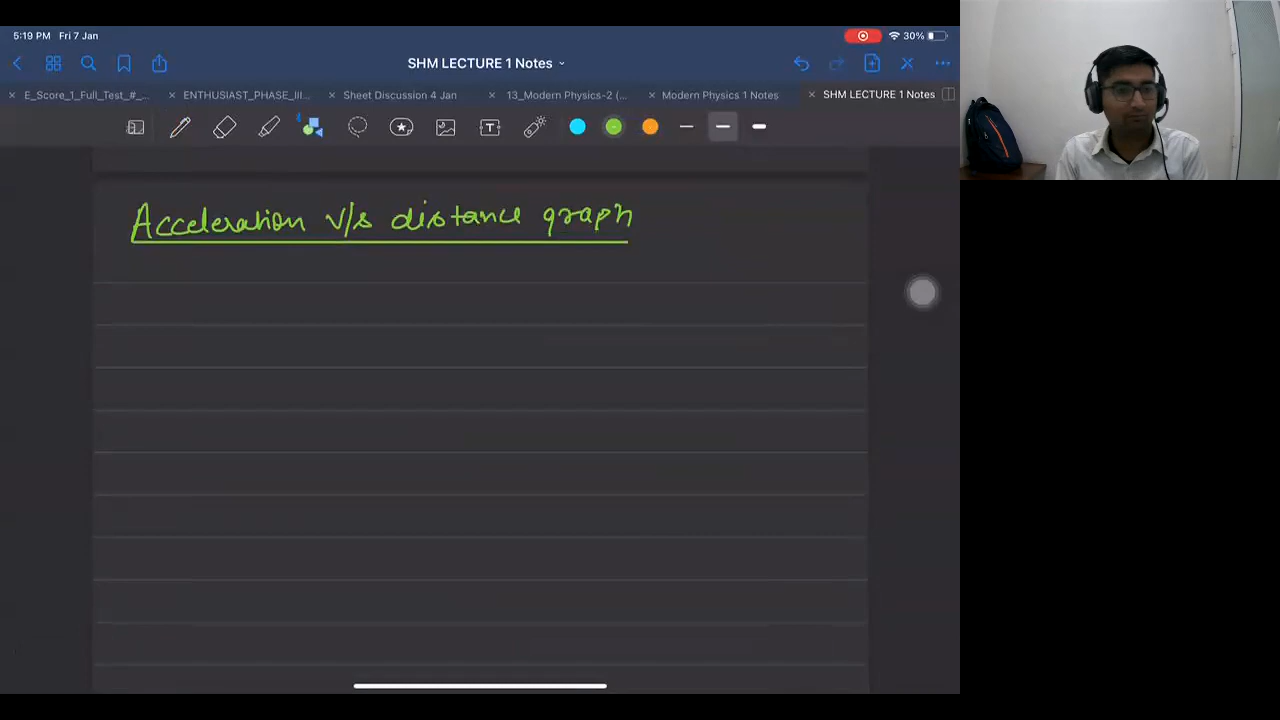 5:19 PM Fri 7 Jan
30%
SHM LECTURE 1 Notes
E_Score_1_Full_Test_#_... ENTHUSIAST_PHASE_III... Sheet Discussion 4 Jan 13_Modern Physics-2 (... Modern Physics 1 Notes SHM LECTURE 1 Notes
Acceleration v/s distance graph